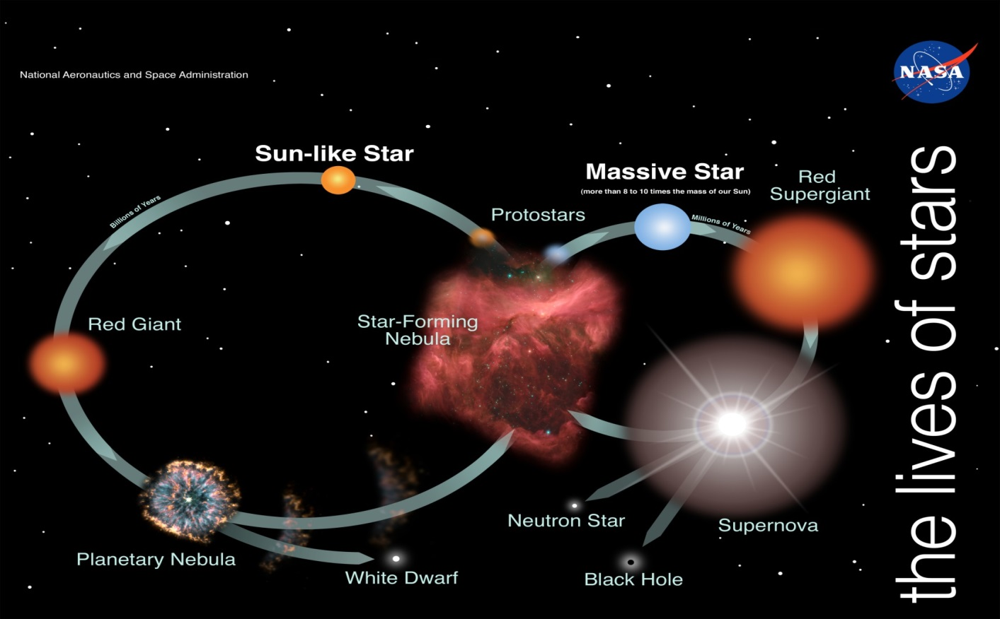 National Aeronautics and Space Administration
NASA
the lives of stars
Sun-like Star
Massive Star
(more than 8 to 10 times the mass of our Sun)
Red
Supergiant
Protostars
Billions of Years
Millions of Years
Red Giant
Star-Forming
Nebula
Neutron Star
Supernova
Planetary Nebula
White Dwarf
Black Hole